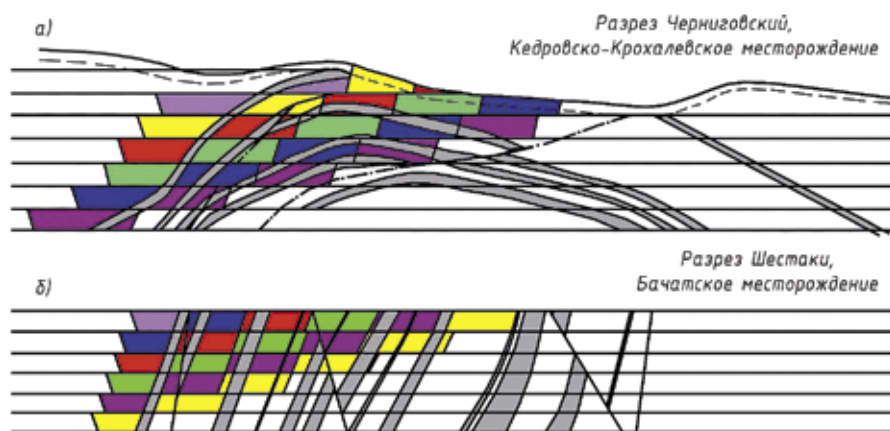 а)
Разрез Черниговский,
Кедровско-Крохалевское месторождение
Разрез Шестаки,
Бачатское месторождение
б)